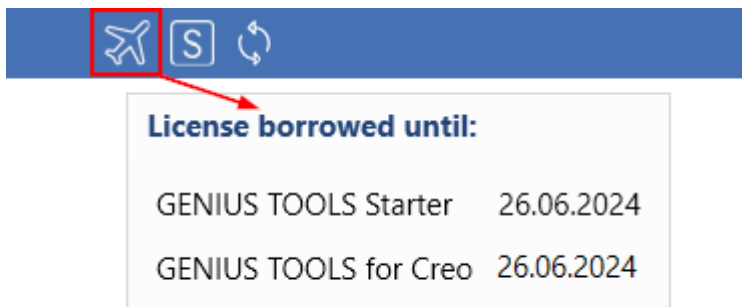 S
License borrowed until:
GENIUS TOOLS Starter 26.06.2024
GENIUS TOOLS for Creo 26.06.2024